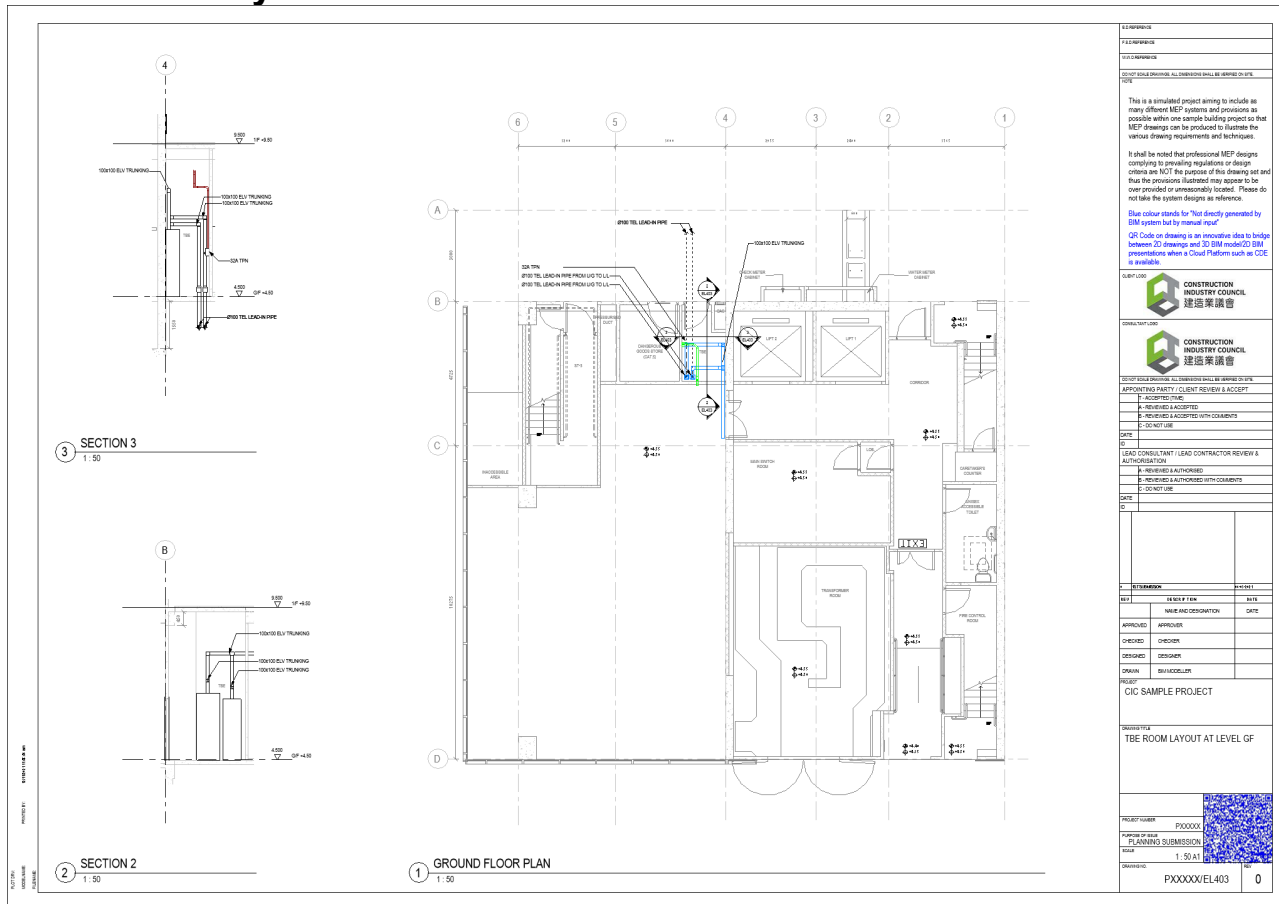 4
9.500
1/F +9.50
100x100 ELV TRUNKING
100x100 ELV TRUNKING
100x100 ELV TRUNKING
TBE
32A TPN
4.500
G/F +4.50
Ø100 TEL LEAD-IN PIPE
3
SECTION 3
1 : 50
B
9.500
1/F +9.50
100x100 ELV TRUNKING
100x100 ELV TRUNKING
100x100 ELV TRUNKING
TBE
4.500
G/F +4.50
2
SECTION 2
1 : 50
6
5
4
3
2
1
A
B
C
D
Ø100 TEL LEAD-IN PIPE
100x100 ELV TRUNKING
32A TPN
Ø100 TEL LEAD-IN PIPE FROM U/G TO L/L
Ø100 TEL LEAD-IN PIPE FROM U/G TO L/L
CHECK METER
CABINET
WATER METER
CABINET
DANGEROUS
GOODS STORE
TBE
LIFT 2
LIFT 1
CORRIDOR
MAIN SWITCH
ROOM
CARETAKER'S
COUNTER
INACCESSIBLE
AREA
ACCESSIBLE
TOILET
EXIT
TRANSFORMER
ROOM
FIRE CONTROL
ROOM
1
GROUND FLOOR PLAN
1 : 50
B.D.REFERENCE
F.S.D.REFERENCE
W.W.D.REFERENCE
DO NOT SCALE DRAWINGS. ALL DIMENSIONS SHALL BE VERIFIED ON SITE.
NOTE
This is a simulated project aiming to include as
many different MEP systems and provisions as
possible within one sample building project so that
MEP drawings can be produced to illustrate the
various drawing requirements and techniques.
It shall be noted that professional MEP designs
complying to prevailing regulations or design
criteria are NOT the purpose of this drawing set and
thus the provisions illustrated may appear to be
over provided or unreasonably located. Please do
not take the system designs as reference.
Blue colour stands for "Not directly generated by
BIM system but by manual input"
QR Code on drawing is an innovative idea to bridge
between 2D drawings and 3D BIM model/2D BIM
presentations when a Cloud Platform such as CDE
is available.
CLIENT LOGO
CONSTRUCTION
INDUSTRY COUNCIL
建造業議會
CONSULTANT LOGO
CONSTRUCTION
INDUSTRY COUNCIL
建造業議會
DO NOT SCALE DRAWINGS. ALL DIMENSIONS SHALL BE VERIFIED ON SITE.
APPOINTING PARTY / CLIENT REVIEW & ACCEPT
T - ACCEPTED (TIME)
A - REVIEWED & ACCEPTED
B - REVIEWED & ACCEPTED WITH COMMENTS
C - DO NOT USE
DATE
ID
LEAD CONSULTANT / LEAD CONTRACTOR REVIEW &
AUTHORISATION
A - REVIEWED & AUTHORISED
B - REVIEWED & AUTHORISED WITH COMMENTS
C - DO NOT USE
DATE
ID
REV DESCRIPTION DATE
NAME AND DESIGNATION DATE
APPROVED APPROVER
CHECKED CHECKER
DESIGNED DESIGNER
DRAWN BIM MODELLER
PROJECT
CIC SAMPLE PROJECT
DRAWING TITLE
TBE ROOM LAYOUT AT LEVEL GF
PROJECT NUMBER
PXXXXX
PURPOSE OF ISSUE
PLANNING SUBMISSION
SCALE
1 : 50 A1
DRAWING NO.
REV
PXXXXX/EL403
0
PRINTED BY: